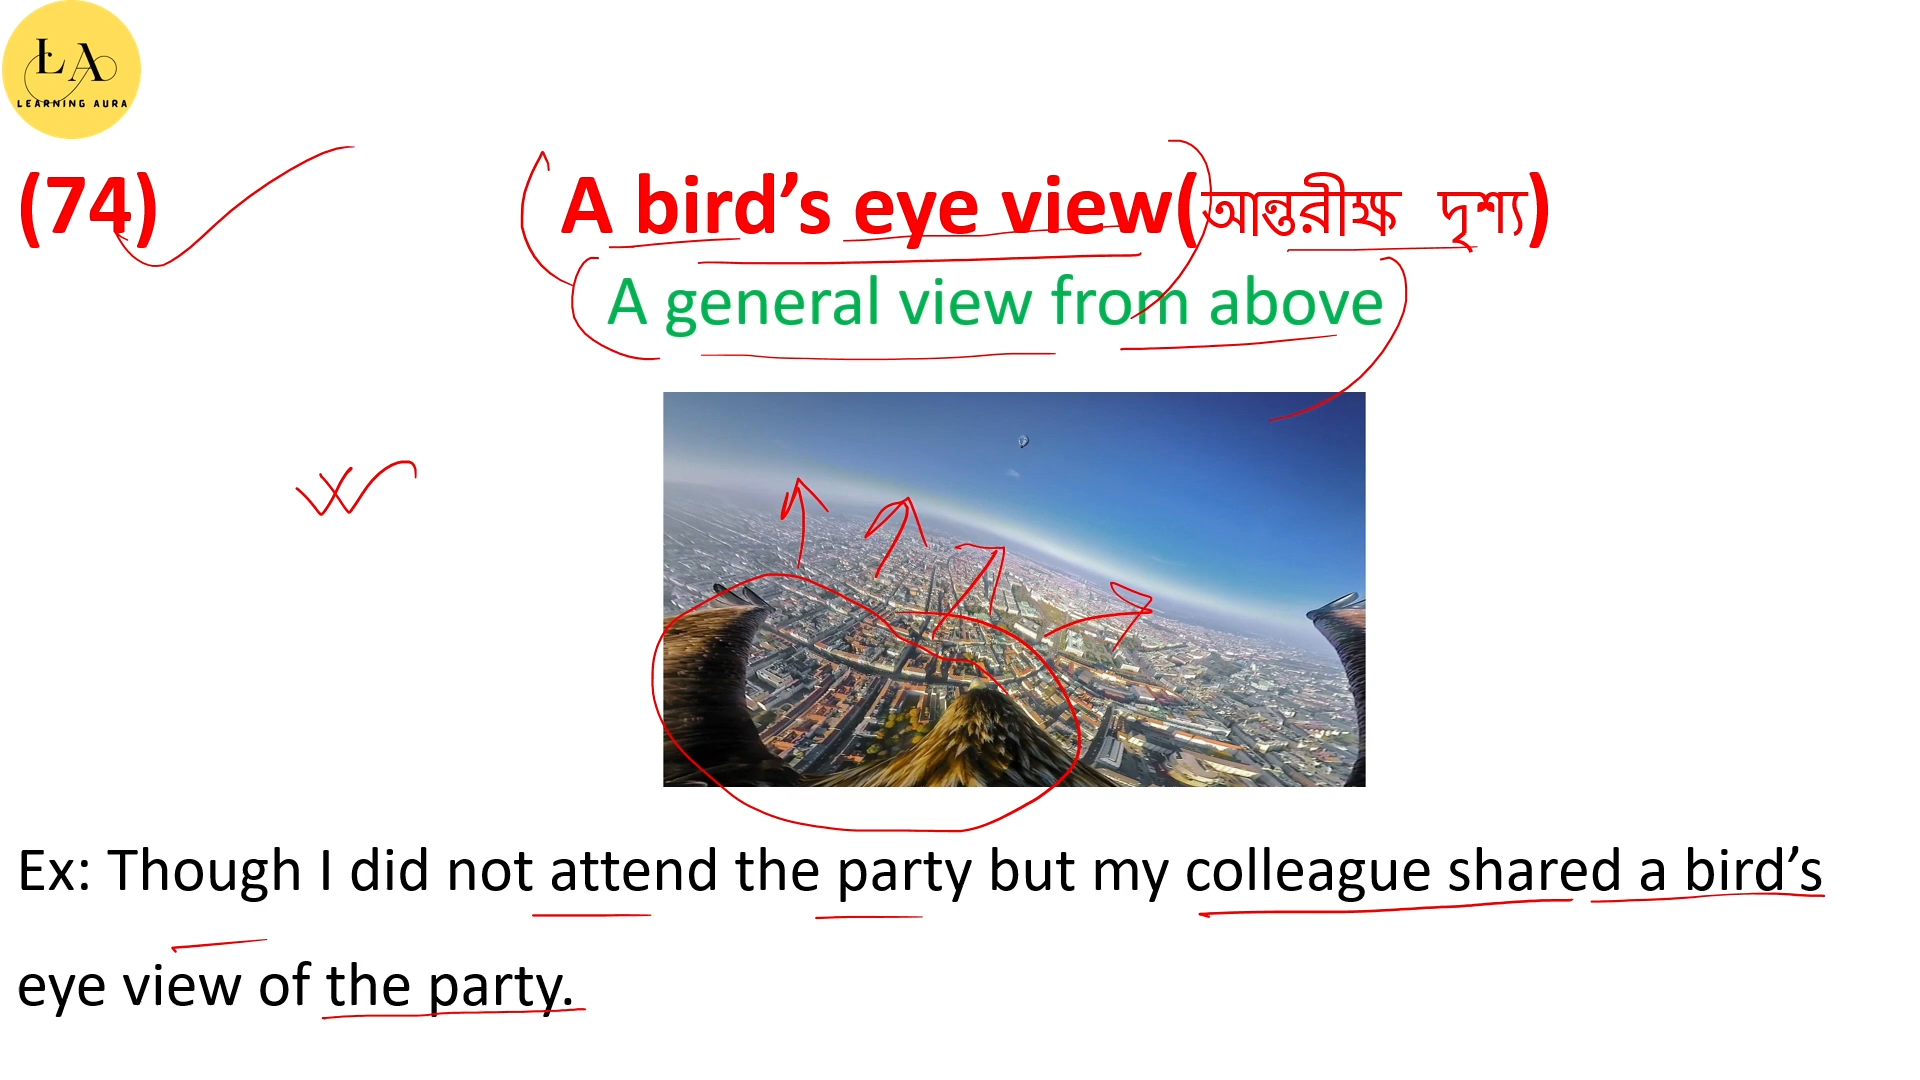 LA
LEARNING AURA
(74)
A bird’s eye view(আন্তরীক্ষ দৃশ্য)
A general view from above
Ex: Though I did not attend the party but my colleague shared a bird’s
eye view of the party.